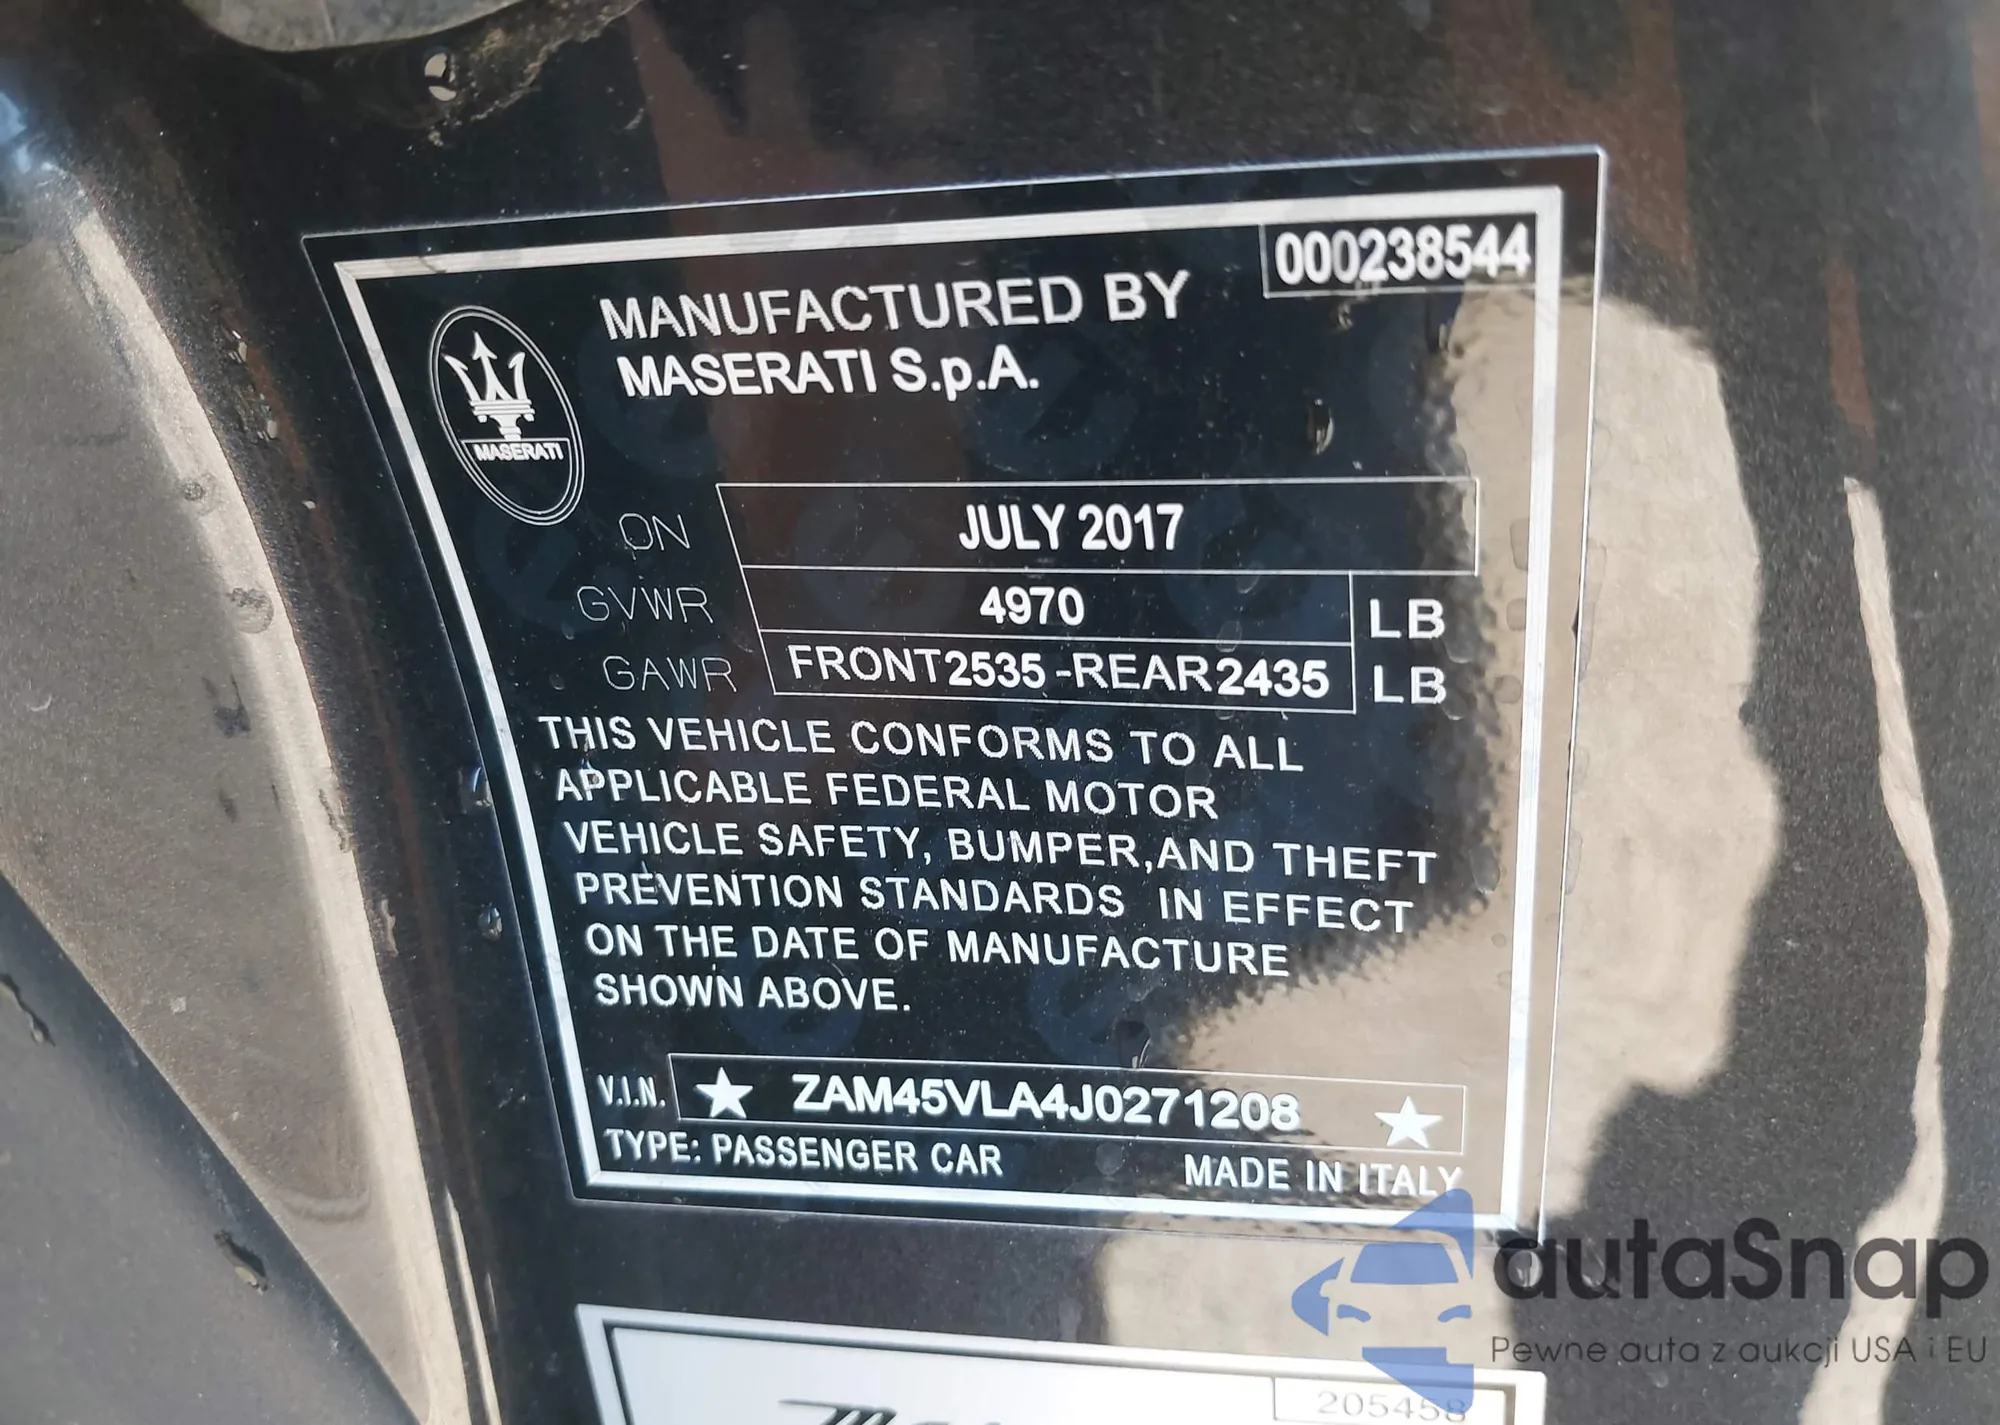 000238544
MANUFACTURED BY
MASERATI S.p.A.
MASERATI
ON JULY 2017
GVWR 4970 LB
GAWR FRONT2535-REAR2435 LB
THIS VEHICLE CONFORMS TO ALL
APPLICABLE FEDERAL MOTOR
VEHICLE SAFETY, BUMPER,AND THEFT
PREVENTION STANDARDS IN EFFECT
ON THE DATE OF MANUFACTURE
SHOWN ABOVE.
V.I.N. ★ ZAM45VLA4J0271208 ★
TYPE: PASSENGER CAR
MADE IN ITALY
autaSnap
Pewne auta z aukcji USA i EU
205458